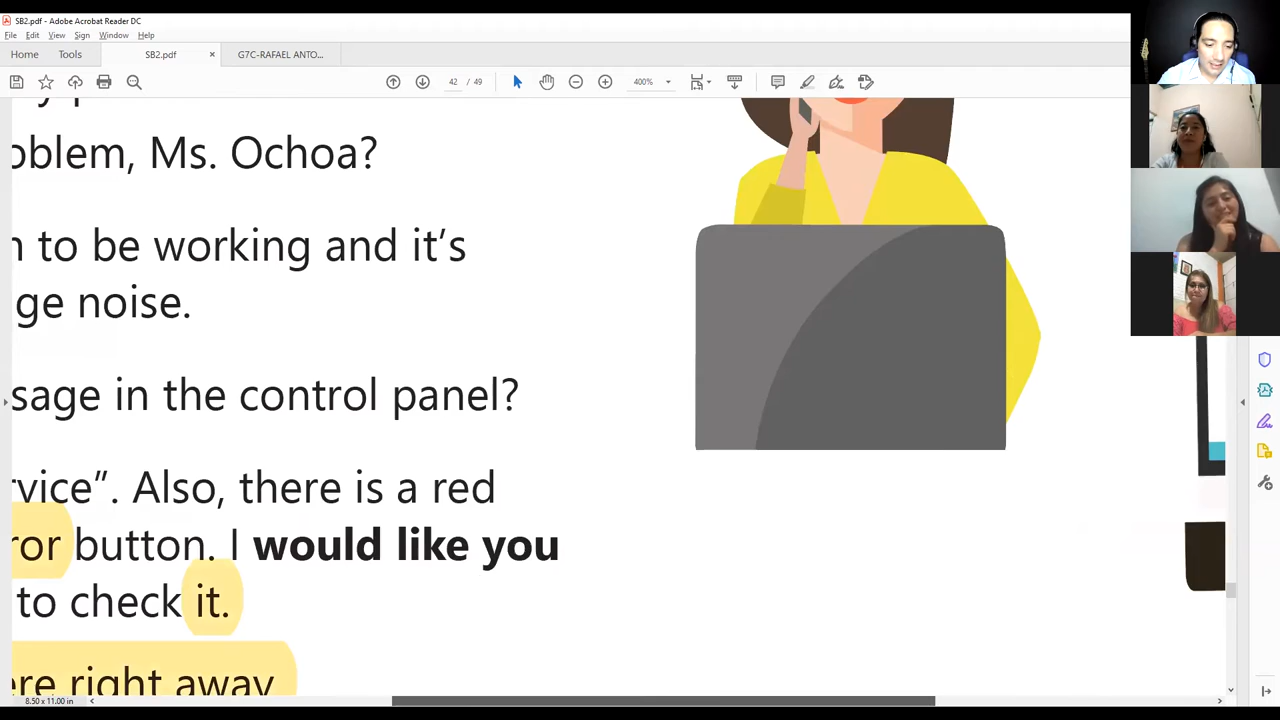 SB2.pdf - Adobe Acrobat Reader DC
File Edit View Sign Window Help
Home Tools SB2.pdf × G7C-RAFAEL ANTO...
42 / 49 400%
oblem, Ms. Ochoa?
n to be working and it’s
ge noise.
sage in the control panel?
rvice”. Also, there is a red
ror button. I would like you
to check it.
ere right away
8.50 x 11.00 in